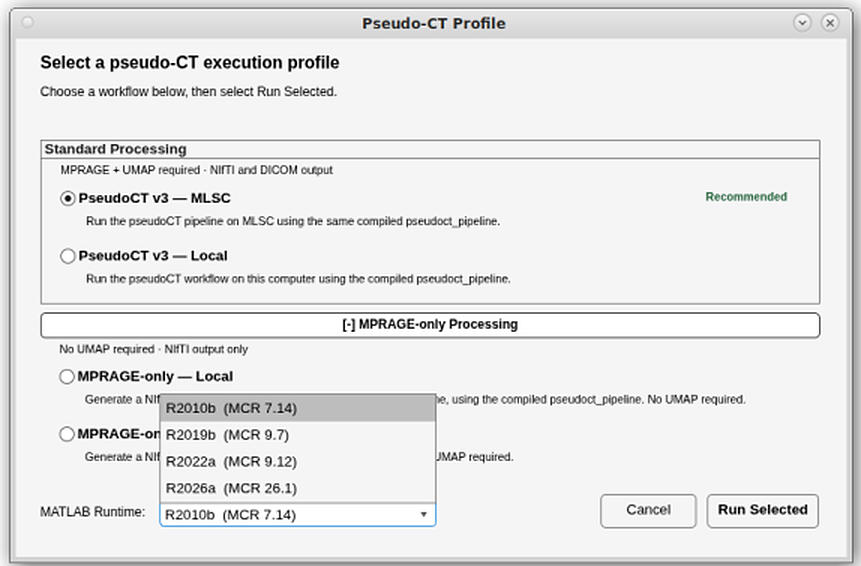 Pseudo-CT Profile
Select a pseudo-CT execution profile
Choose a workflow below, then select Run Selected.
Standard Processing
MPRAGE + UMAP required · NIfTI and DICOM output
PseudoCT v3 — MLSC
Recommended
Run the pseudoCT pipeline on MLSC using the same compiled pseudoct_pipeline.
PseudoCT v3 — Local
Run the pseudoCT workflow on this computer using the compiled pseudoct_pipeline.
[-] MPRAGE-only Processing
No UMAP required · NIfTI output only
MPRAGE-only — Local
Generate a using the compiled pseudoct_pipeline. No UMAP required.
R2010b (MCR 7.14)
R2019b (MCR 9.7)
R2022a (MCR 9.12)
R2026a (MCR 26.1)
Generate a UMAP required.
MATLAB Runtime: R2010b (MCR 7.14)
Cancel
Run Selected